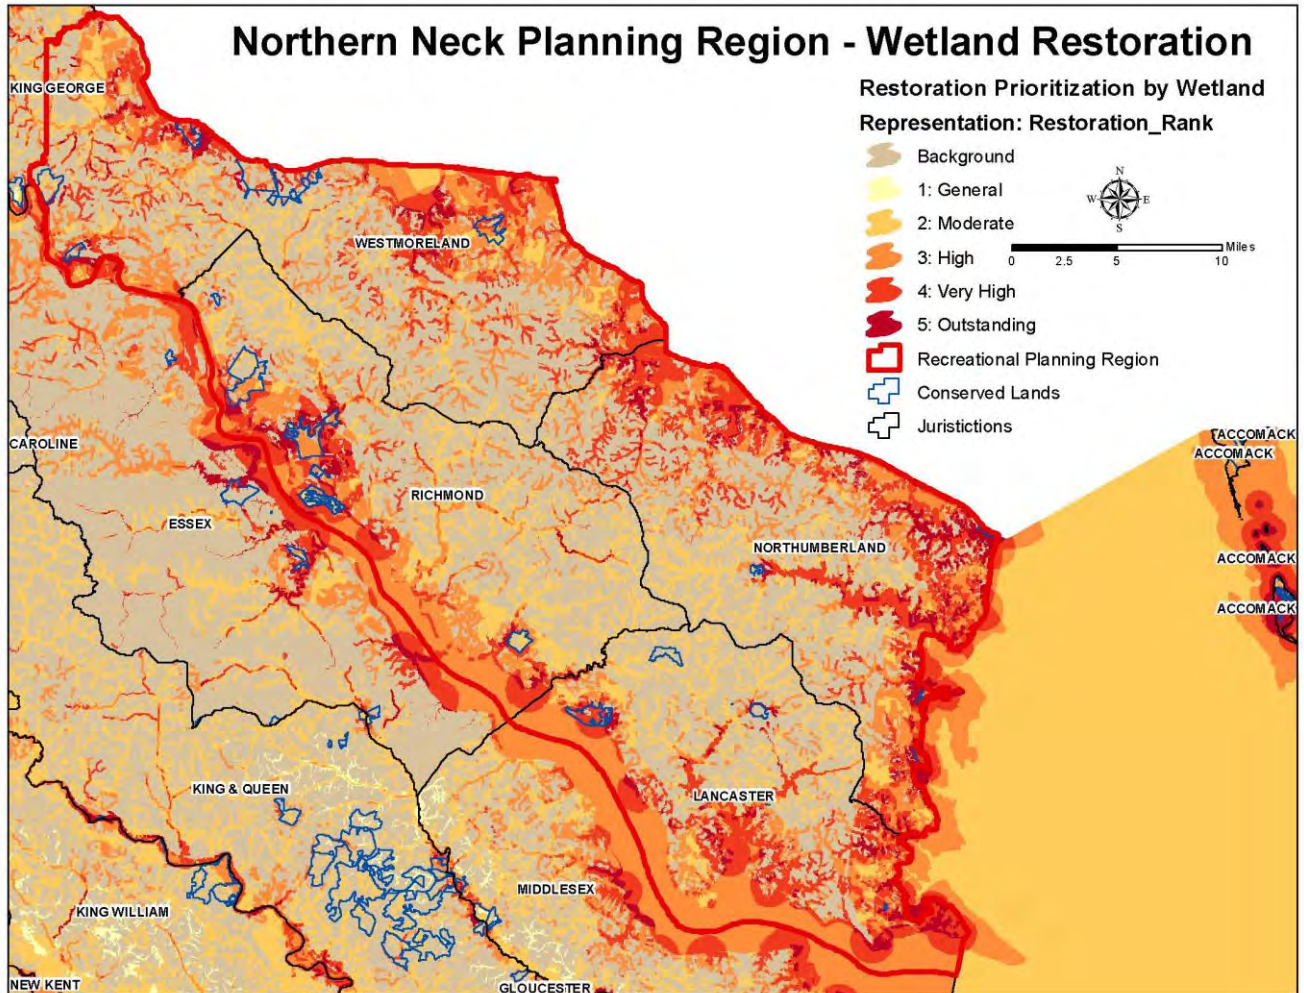 Northern Neck Planning Region - Wetland Restoration
Restoration Prioritization by Wetland
Representation: Restoration_Rank
Background
1: General
2: Moderate
3: High
4: Very High
5: Outstanding
Recreational Planning Region
Conserved Lands
Juristictions
N
W E
S
Miles
0 2.5 5 10
KING GEORGE
WESTMORELAND
CAROLINE
ACCOMACK
ACCOMACK
RICHMOND
ESSEX
NORTHUMBERLAND
ACCOMACK
ACCOMACK
KING & QUEEN
LANCASTER
MIDDLESEX
KING WILLIAM
NEW KENT
GLOUCESTER